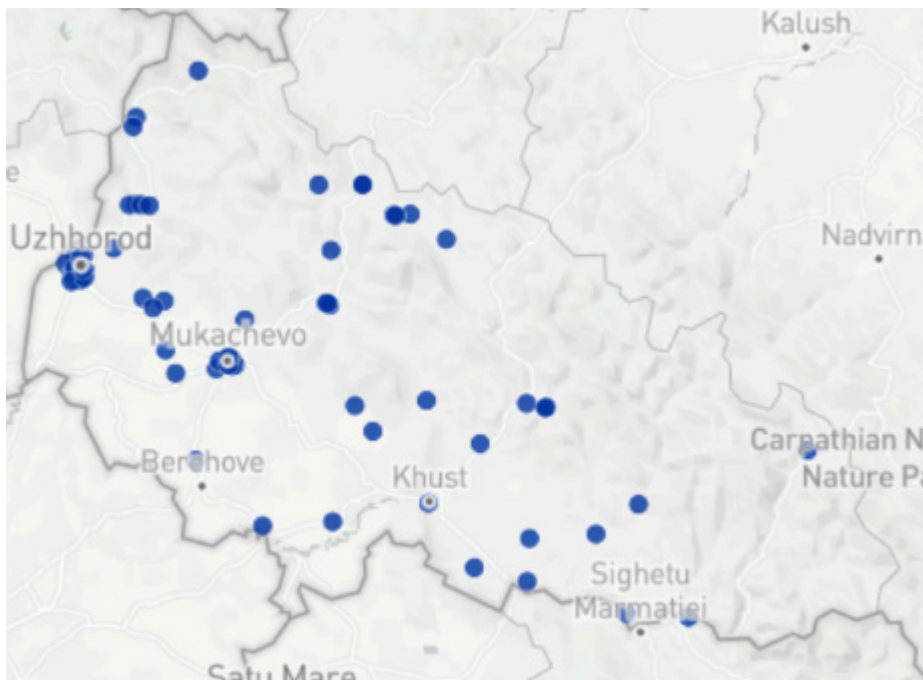 Kalush
e
Uzhhorod
Nadvirn
Mukachevo
Carpathian N
Nature Pa
Berehove
Khust
Sighetu
Marmatiei
Satu Mare